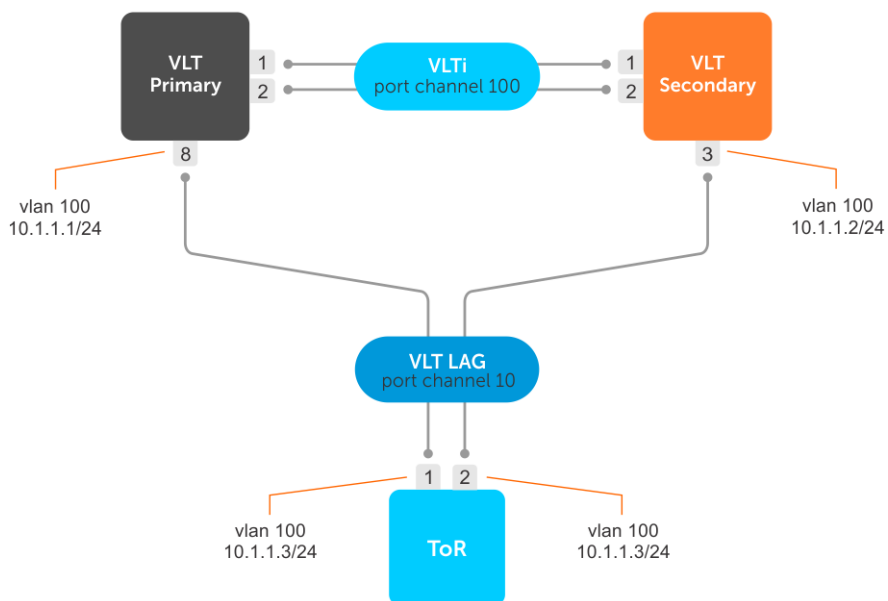 VLT
Primary
1
2
VLTi
port channel 100
1
2
VLT
Secondary
8
3
vlan 100
10.1.1.1/24
vlan 100
10.1.1.2/24
VLT LAG
port channel 10
1
2
vlan 100
10.1.1.3/24
ToR
vlan 100
10.1.1.3/24